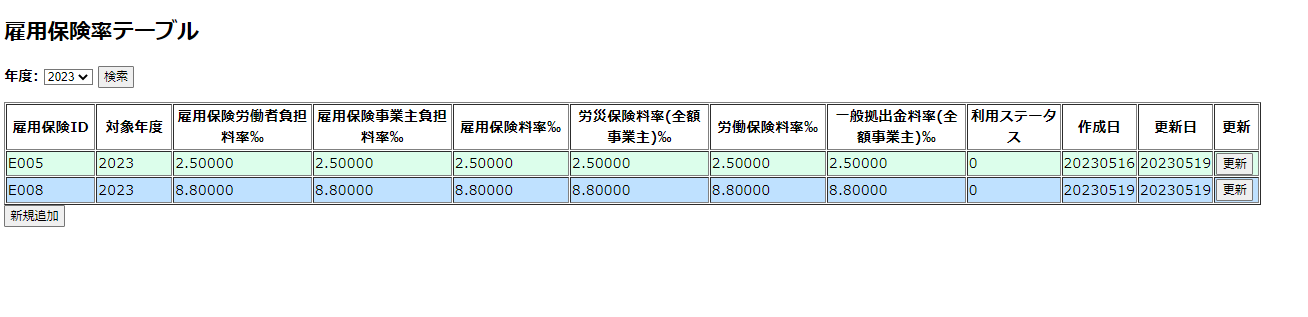 雇用保険率テーブル
年度: 2023 検索
雇用保険ID 対象年度 雇用保険労働者負担料率‰ 雇用保険事業主負担料率‰ 雇用保険料率‰ 労災保険料率(全額事業主)‰ 労働保険料率‰ 一般拠出金料率(全額事業主)‰ 利用ステータス 作成日 更新日 更新
E005 2023 2.50000 2.50000 2.50000 2.50000 2.50000 2.50000 0 20230516 20230519 更新
E008 2023 8.80000 8.80000 8.80000 8.80000 8.80000 8.80000 0 20230519 20230519 更新
新規追加